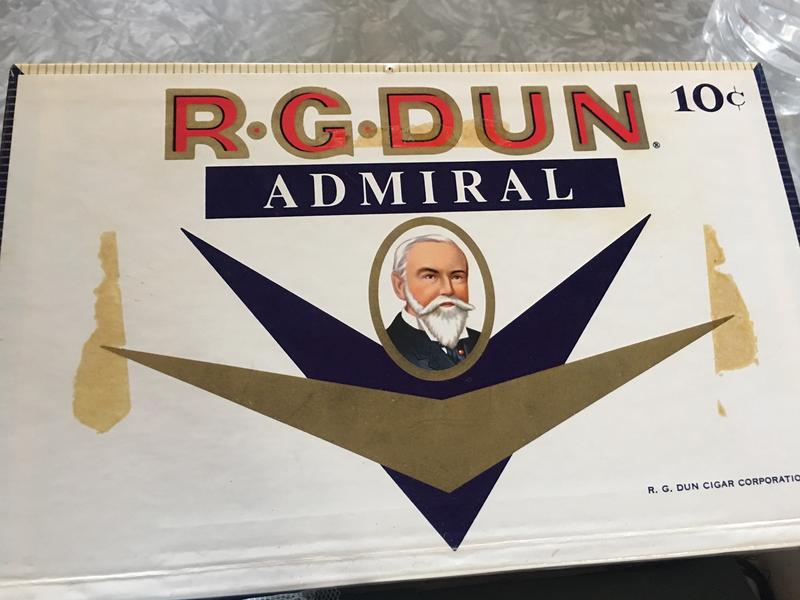 R·G·DUN® 10¢
ADMIRAL
R. G. DUN CIGAR CORPORATIO